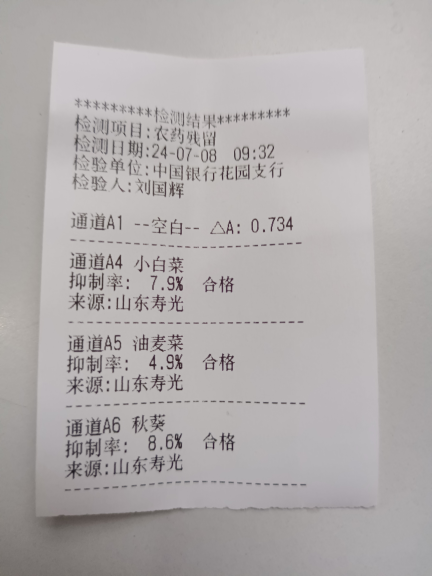 *********检测结果*********
检测项目:农药残留
检测日期:24-07-08 09:32
检验单位:中国银行花园支行
检验人:刘国辉
通道A1 --空白-- △A: 0.734
通道A4 小白菜
抑制率: 7.9% 合格
来源:山东寿光
通道A5 油麦菜
抑制率: 4.9% 合格
来源:山东寿光
通道A6 秋葵
抑制率: 8.6% 合格
来源:山东寿光